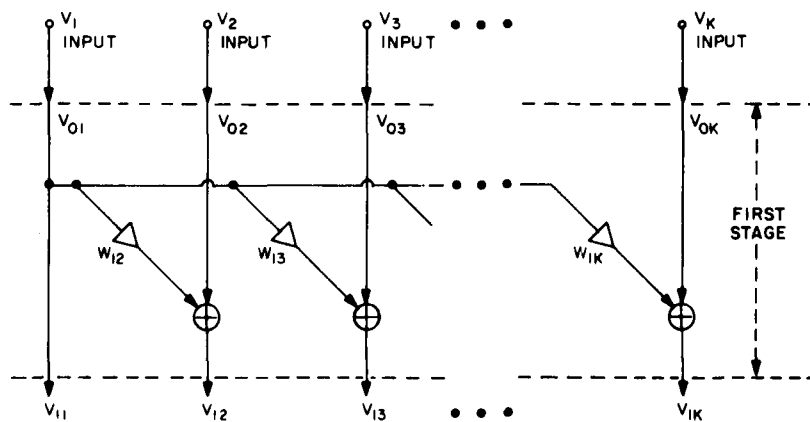 V1 INPUT V2 INPUT V3 INPUT VK INPUT
V01 V02 V03 V0K
FIRST
STAGE
W12 W13 W1K
V11 V12 V13 V1K